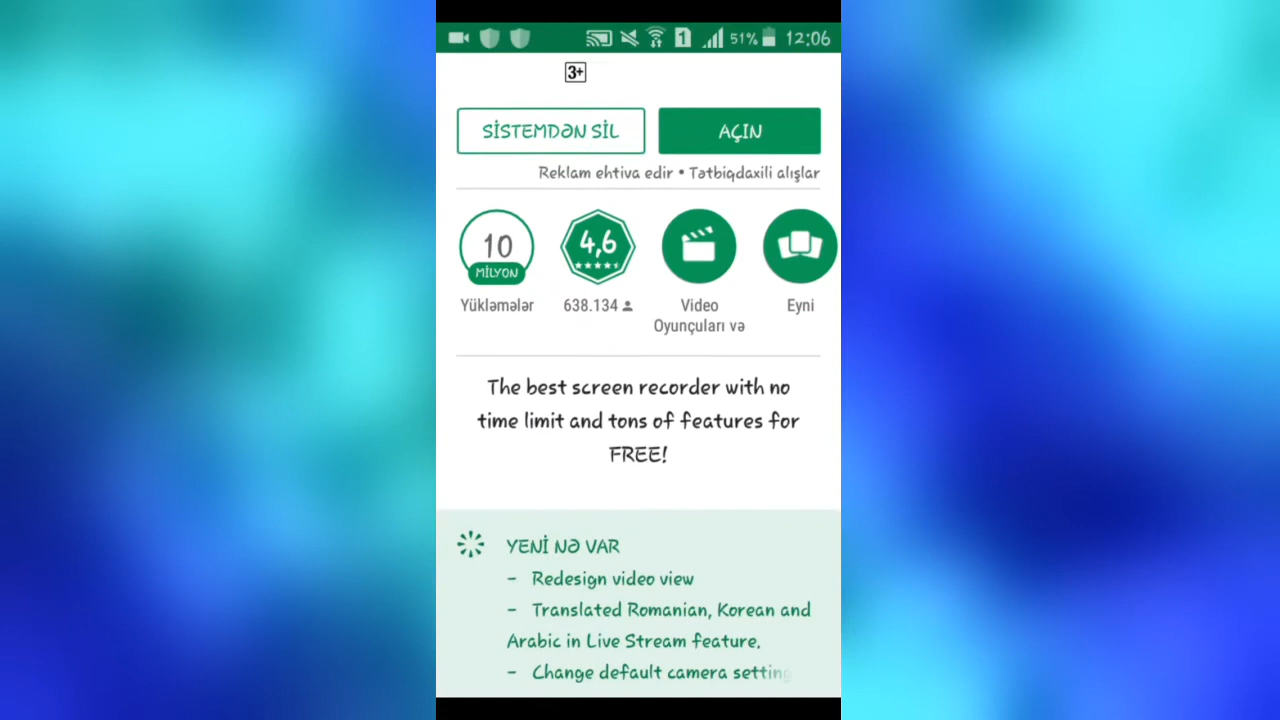 1 51% 12:06
3+
SİSTEMDƏN SİL AÇIN
Reklam ehtiva edir • Tətbiqdaxili alışlar
10 4,6
MİLYON
Yükləmələr 638.134 Video Eyni
Oyunçuları və
The best screen recorder with no
time limit and tons of features for
FREE!
YENİ NƏ VAR
- Redesign video view
- Translated Romanian, Korean and
Arabic in Live Stream feature.
- Change default camera setting